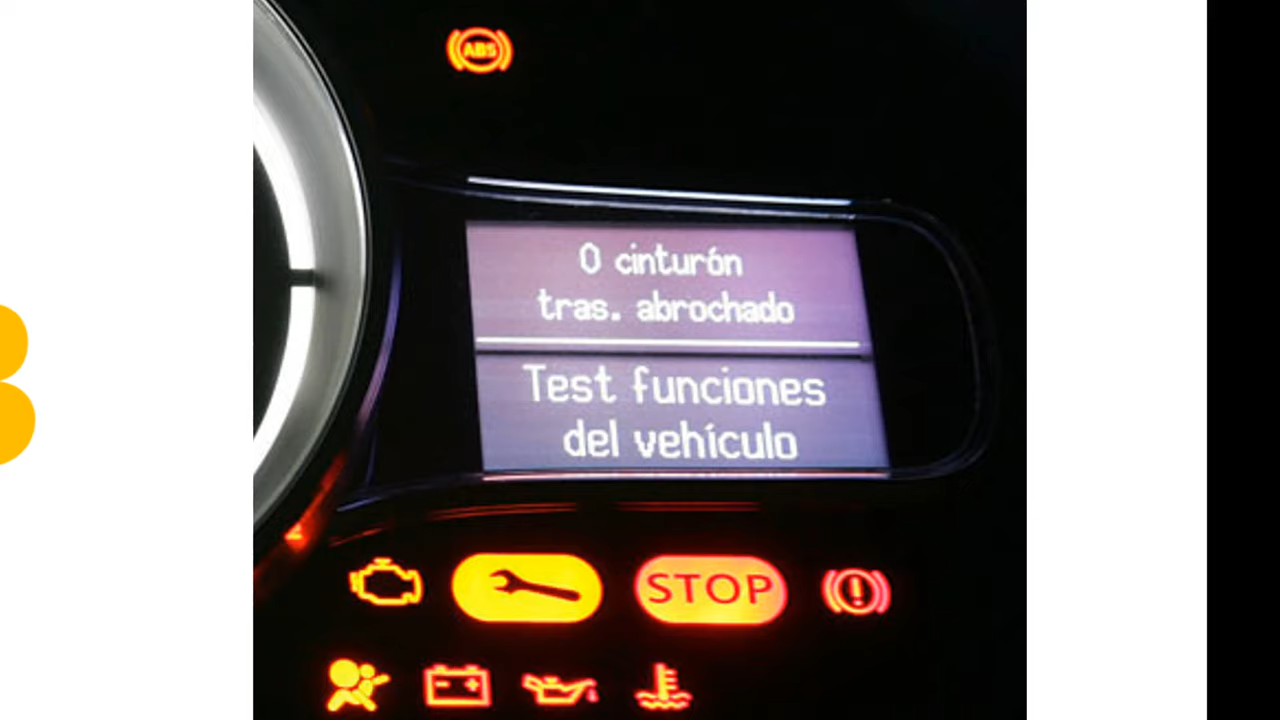 ABS
0 cinturón
tras. abrochado
Test funciones
del vehículo
STOP